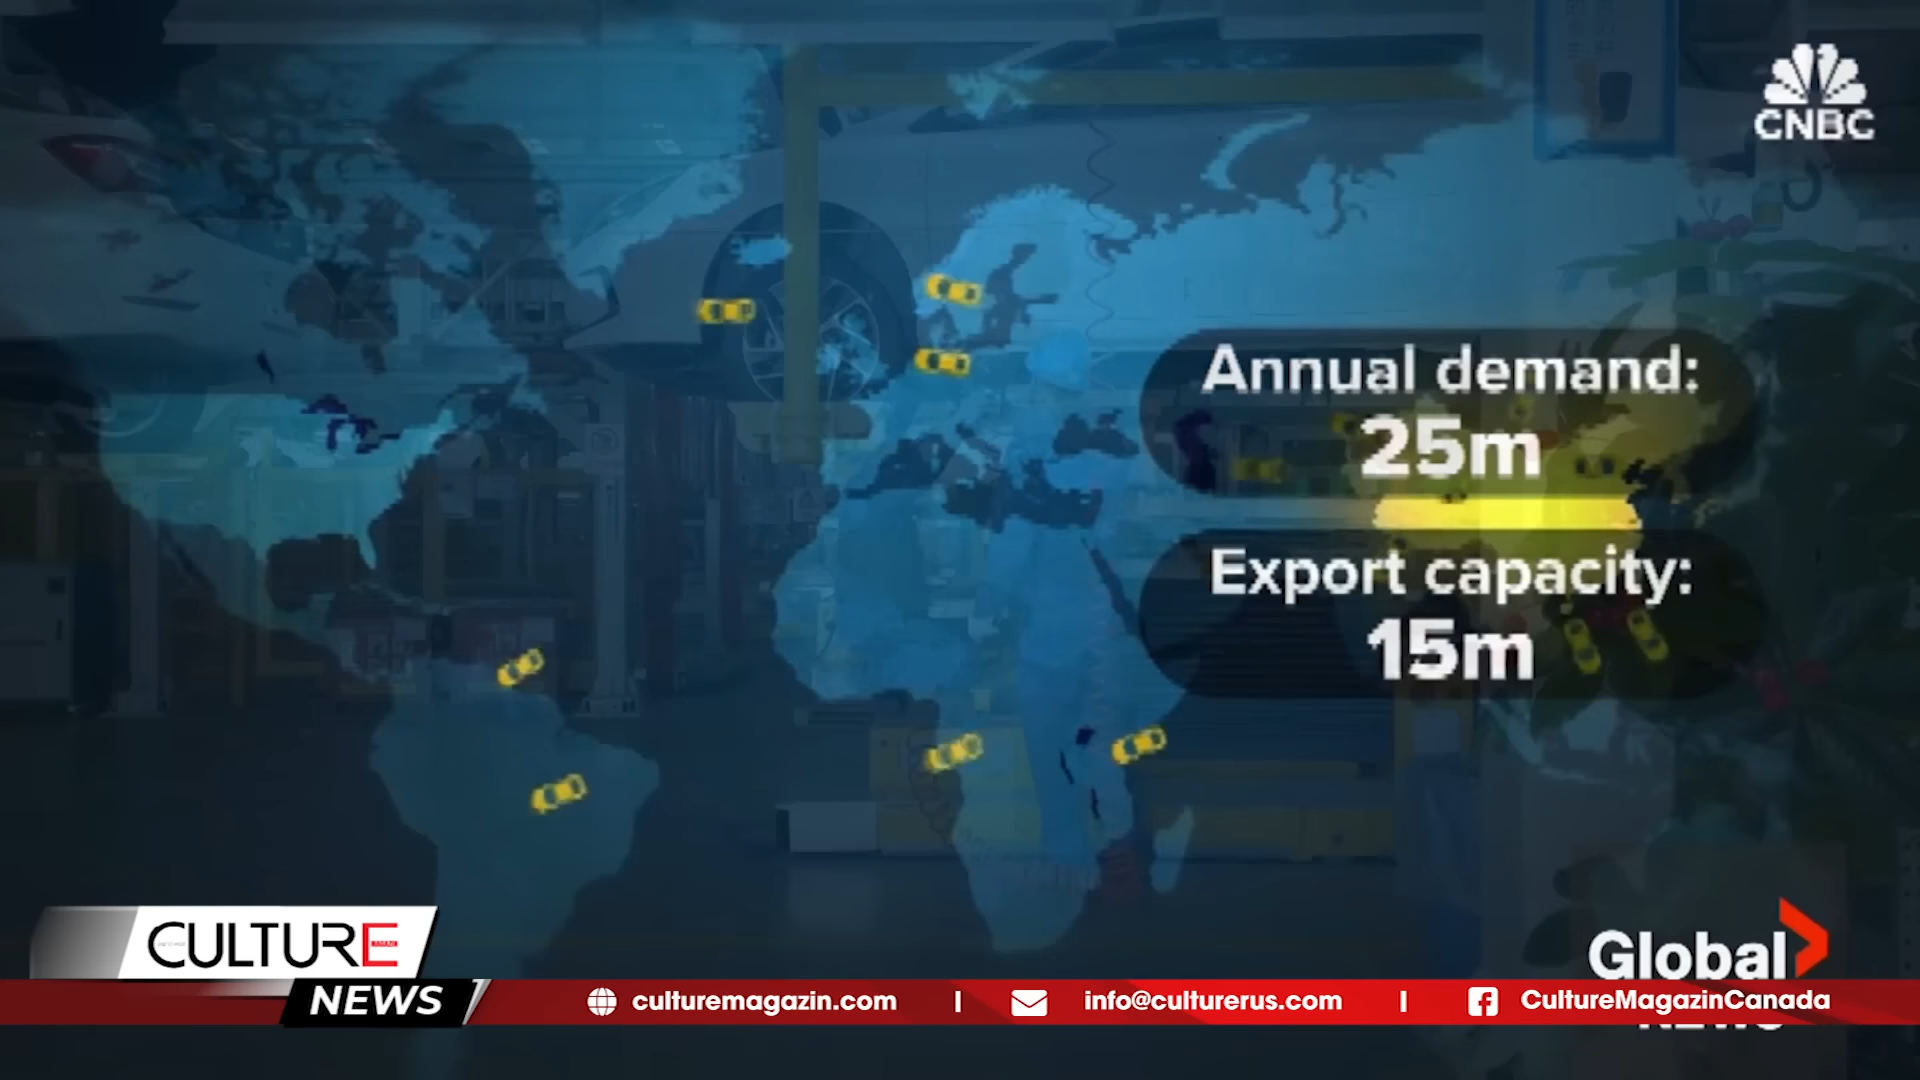 CNBC
Annual demand:
25m
Export capacity:
15m
CULTURE
NEWS
Global
culturemagazin.com
info@culturerus.com
CultureMagazinCanada